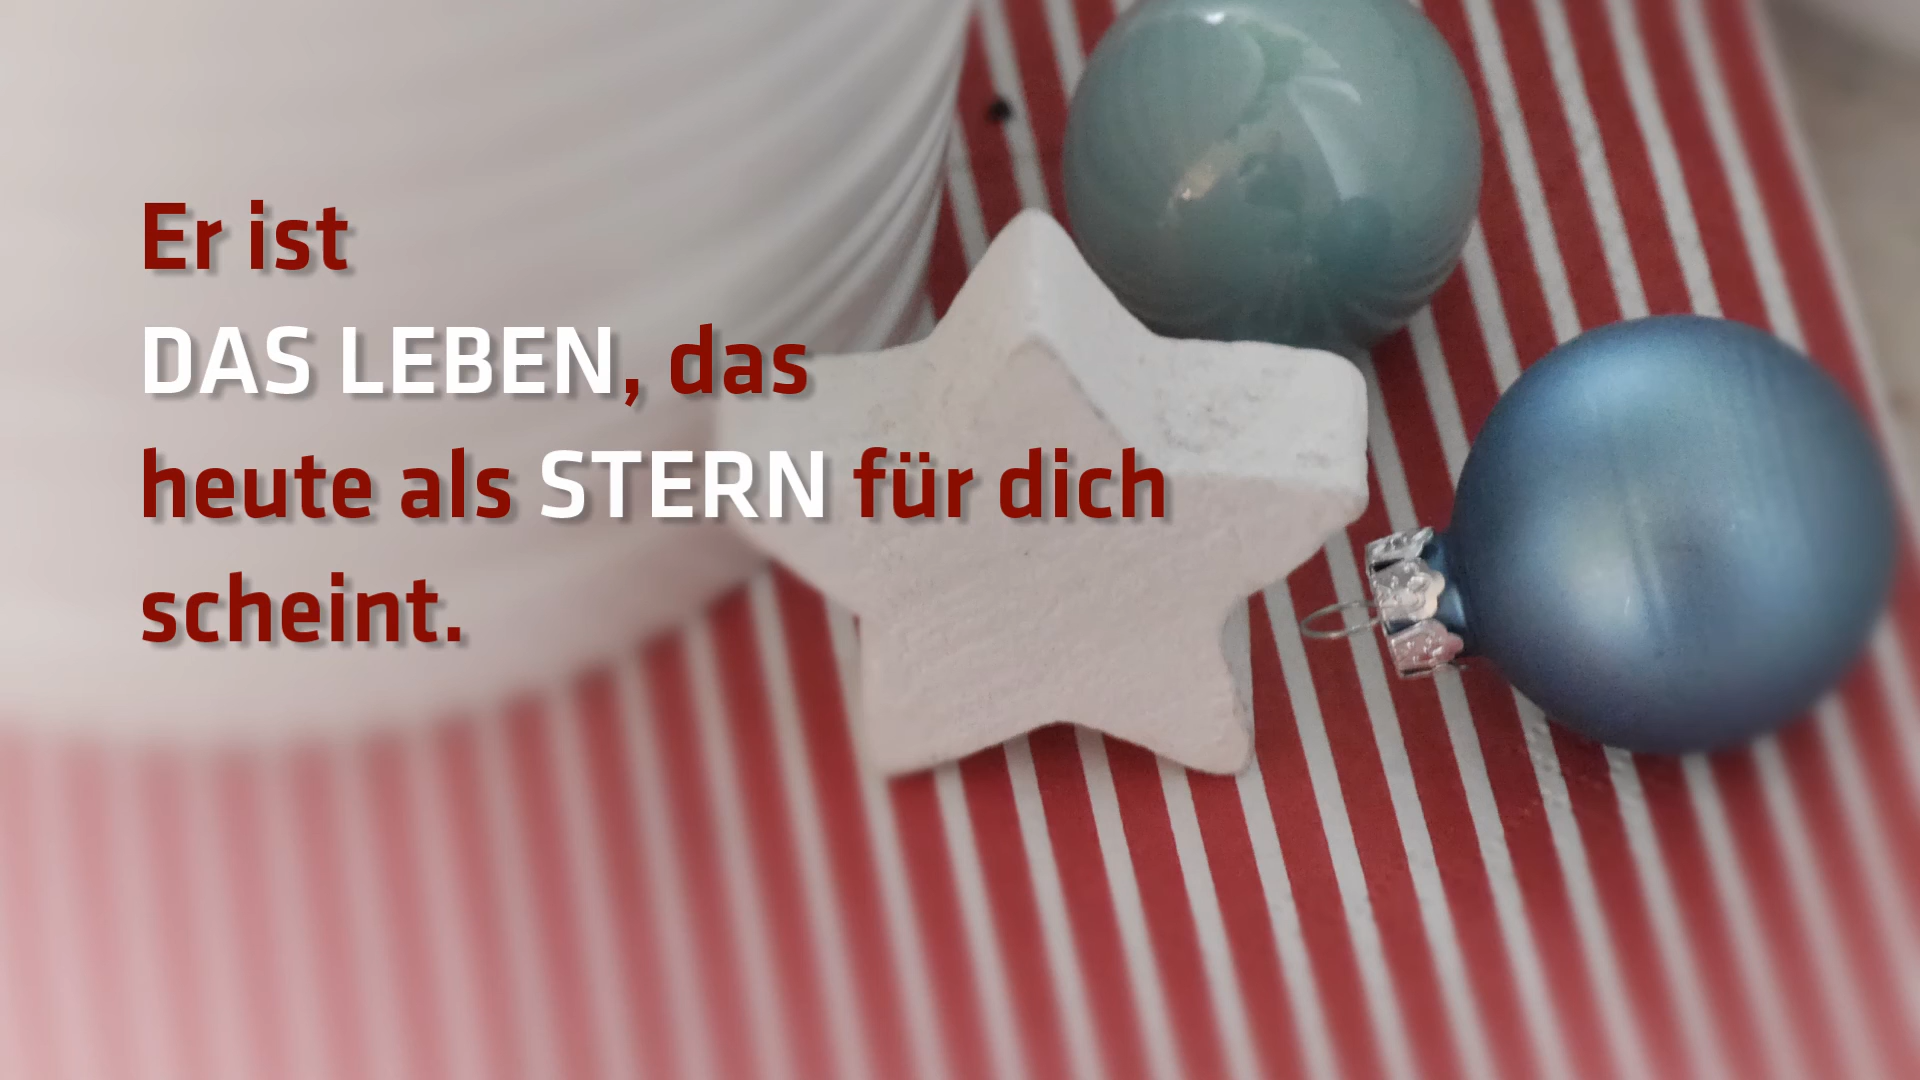 Er ist
DAS LEBEN, das
heute als STERN für dich
scheint.